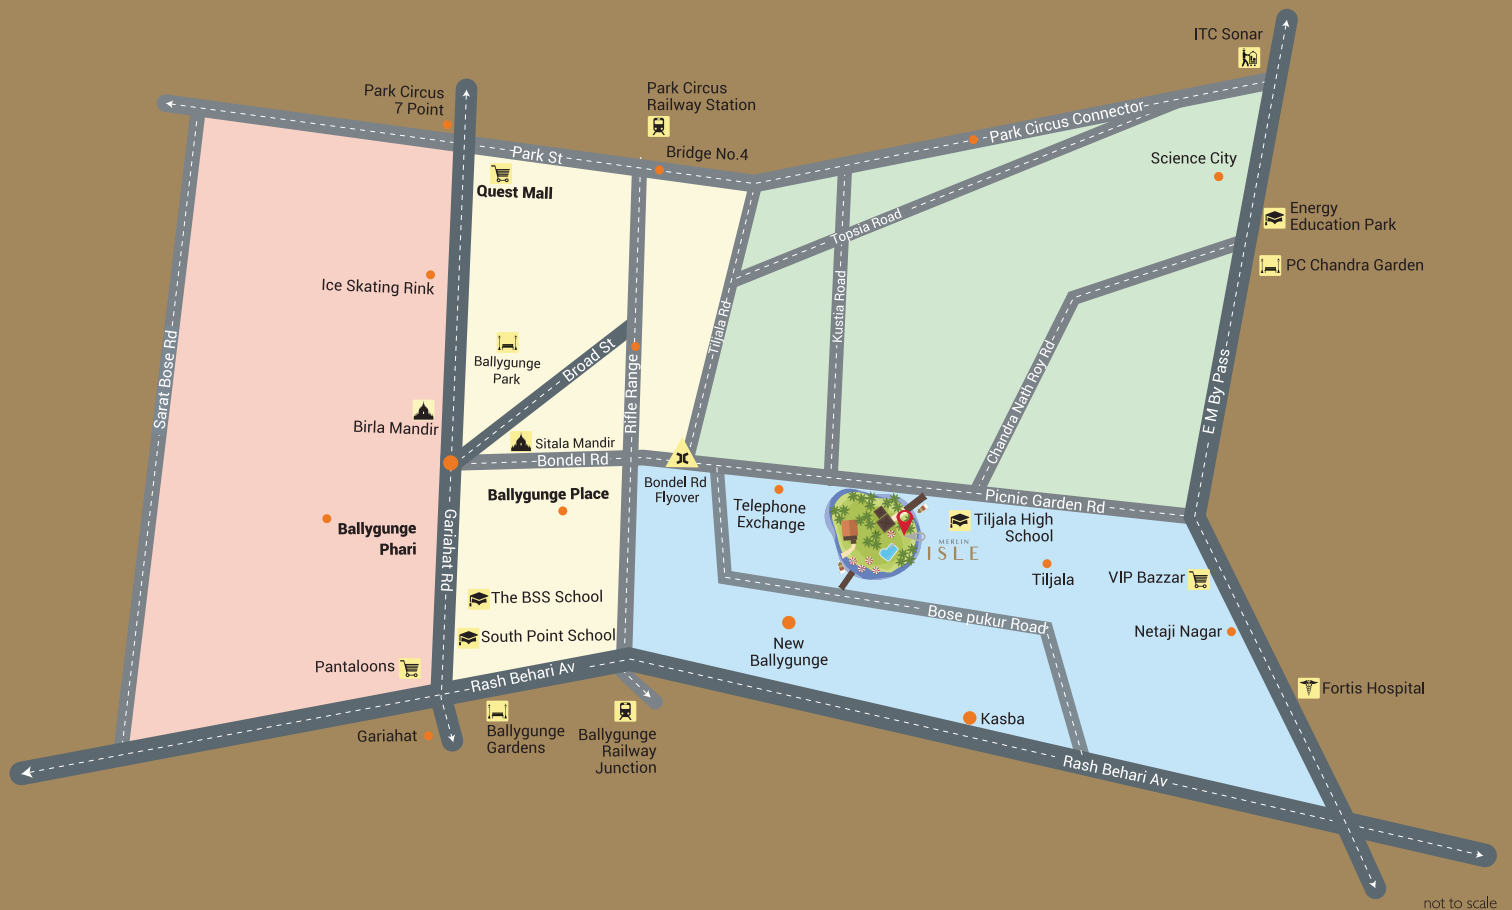 ITC Sonar
Park Circus
7 Point
Park Circus
Railway Station
Bridge No.4
Park St
Park Circus Connector
Science City
Quest Mall
Topsia Road
Energy
Education Park
PC Chandra Garden
Ice Skating Rink
Kustia Road
Tiljala Rd
Sarat Bose Rd
Ballygunge
Park
Broad St
Rifle Range
Chandra Nath Roy Rd
E M By Pass
Birla Mandir
Sitala Mandir
Bondel Rd
Bondel Rd
Flyover
Ballygunge Place
Telephone
Exchange
Picnic Garden Rd
Tiljala High
School
MERLIN
ISLE
Ballygunge
Phari
Gariahat Rd
Tiljala
VIP Bazzar
The BSS School
Bose pukur Road
South Point School
Netaji Nagar
New
Ballygunge
Pantaloons
Rash Behari Av
Fortis Hospital
Gariahat
Ballygunge
Gardens
Ballygunge
Railway
Junction
Kasba
Rash Behari Av
not to scale